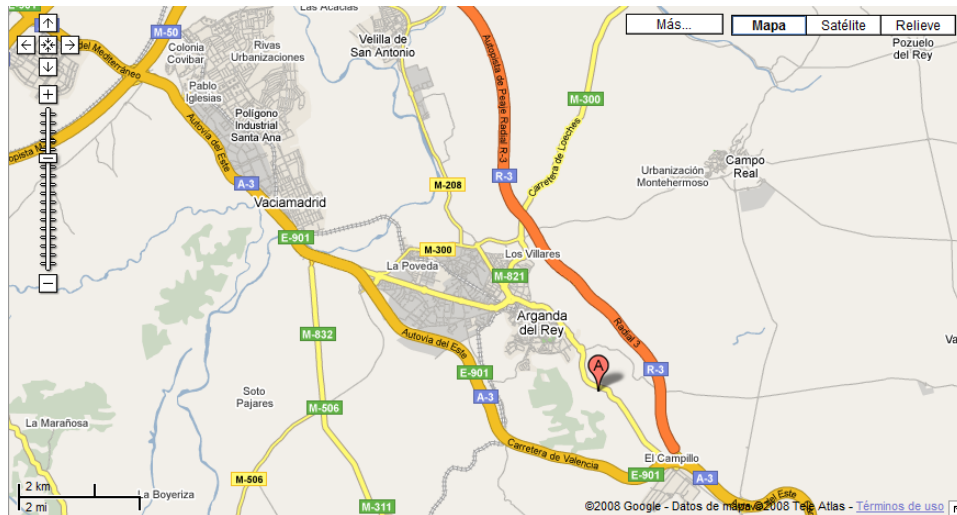 Las Acacias
M-50
Más...
Mapa
Satélite
Relieve
Colonia
Covibar
Rivas
Urbanizaciones
Velilla de
San Antonio
Pozuelo
del Rey
Pablo
Iglesias
Polígono
Industrial
Santa Ana
Autovía del Este
Autopista de Peaje Radial R-3
M-300
Carretera de Loeches
A-3
Vaciamadrid
M-208
R-3
Urbanización
Montehermoso
Campo
Real
E-901
M-300
La Poveda
Los Villares
M-821
Arganda
del Rey
Radial 3
M-832
Autovía del Este
E-901
A-3
A
R-3
Soto
Pajares
M-506
La Marañosa
Carretera de Valencia
El Campillo
E-901
A-3
M-506
M-311
La Boyeriza
2 km
2 mi
©2008 Google - Datos de mapa ©2008 Tele Atlas - Términos de uso